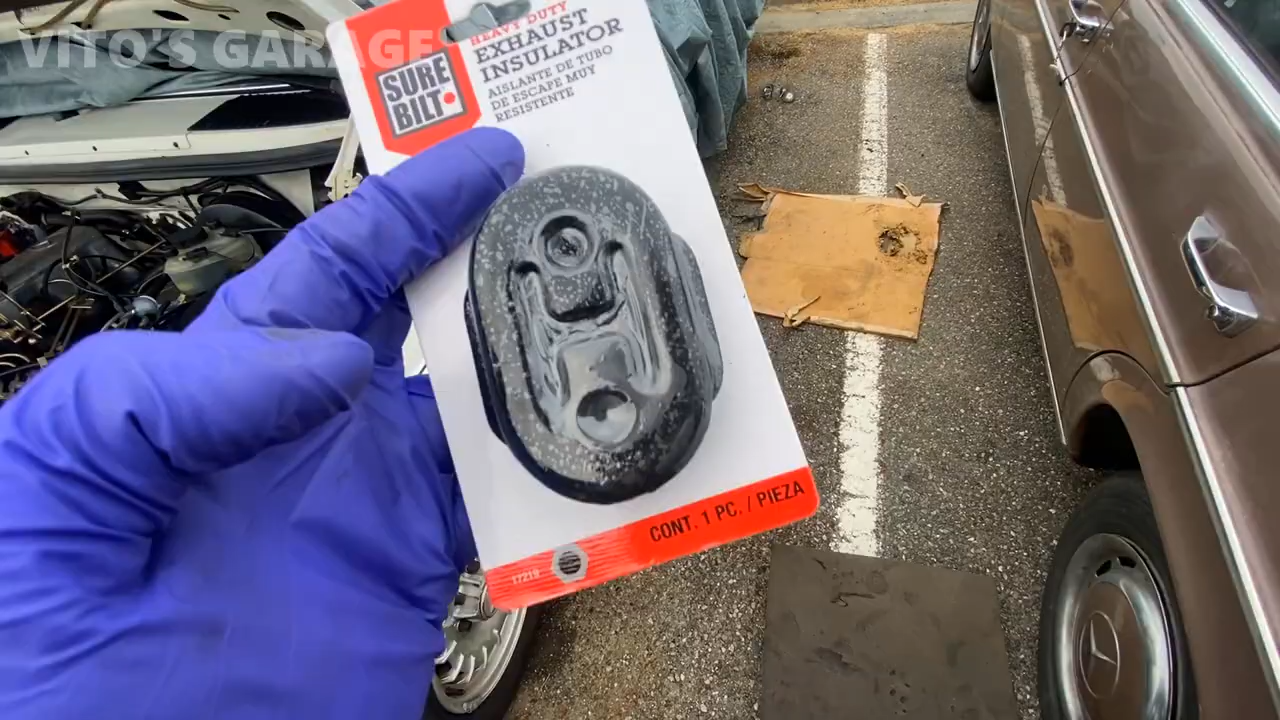 VITO'S GARAGE
SURE
BILT
HEAVY DUTY
EXHAUST
INSULATOR
AISLANTE DE TUBO
DE ESCAPE MUY
RESISTENTE
CONT. 1 PC. / PIEZA
17219